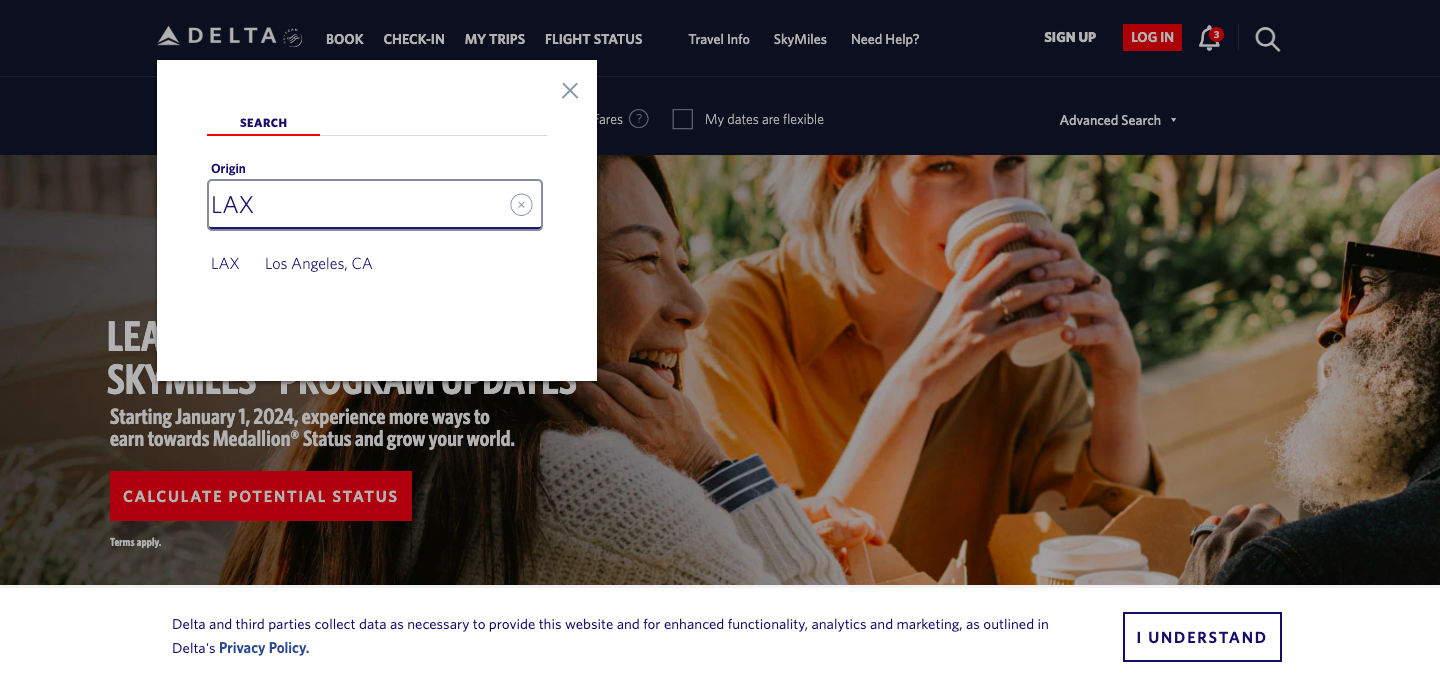 DELTA
BOOK CHECK-IN MY TRIPS FLIGHT STATUS Travel Info SkyMiles Need Help? SIGN UP LOG IN 3
SEARCH
Fares ? My dates are flexible Advanced Search
Origin
LAX
LAX Los Angeles, CA
SKYMILES® PROGRAM UPDATES
Starting January 1, 2024, experience more ways to
earn towards Medallion® Status and grow your world.
CALCULATE POTENTIAL STATUS
Terms apply.
Delta and third parties collect data as necessary to provide this website and for enhanced functionality, analytics and marketing, as outlined in
Delta's Privacy Policy.
I UNDERSTAND